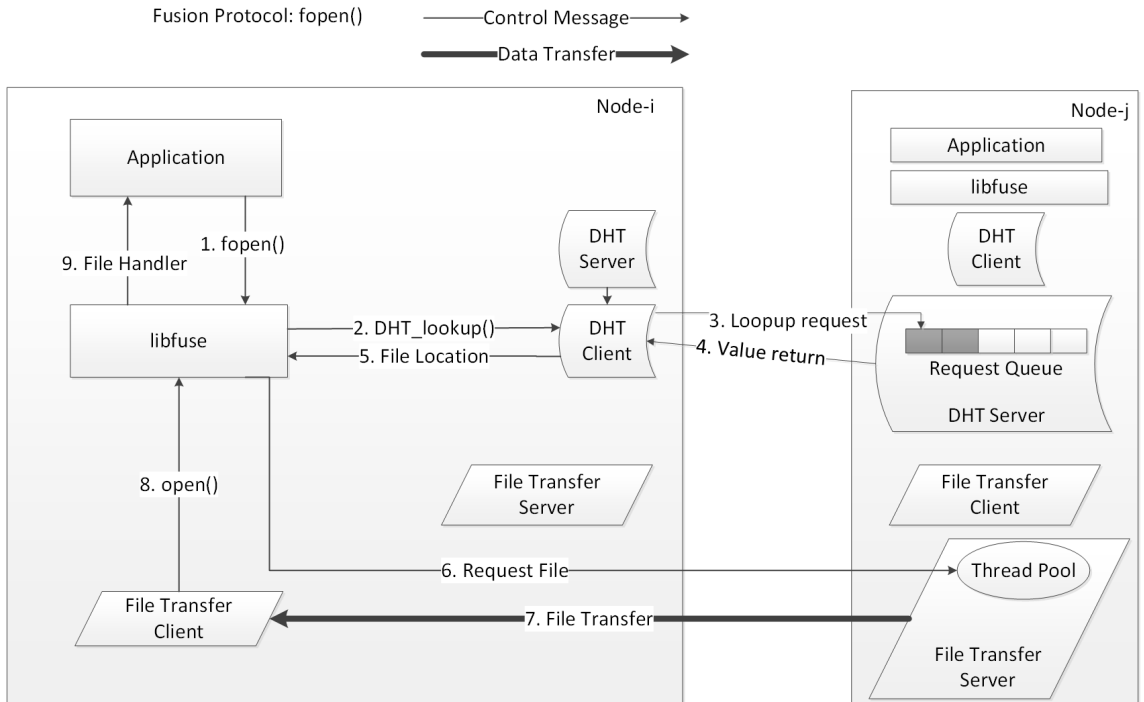 Fusion Protocol: fopen()
Control Message
Data Transfer
Node-i
Node-j
Application
Application
libfuse
1. fopen()
9. File Handler
DHT
Server
DHT
Client
libfuse
2. DHT_lookup()
5. File Location
DHT
Client
3. Loopup request
4. Value return
Request Queue
DHT Server
8. open()
File Transfer
Server
File Transfer
Client
6. Request File
Thread Pool
File Transfer
Client
7. File Transfer
File Transfer
Server